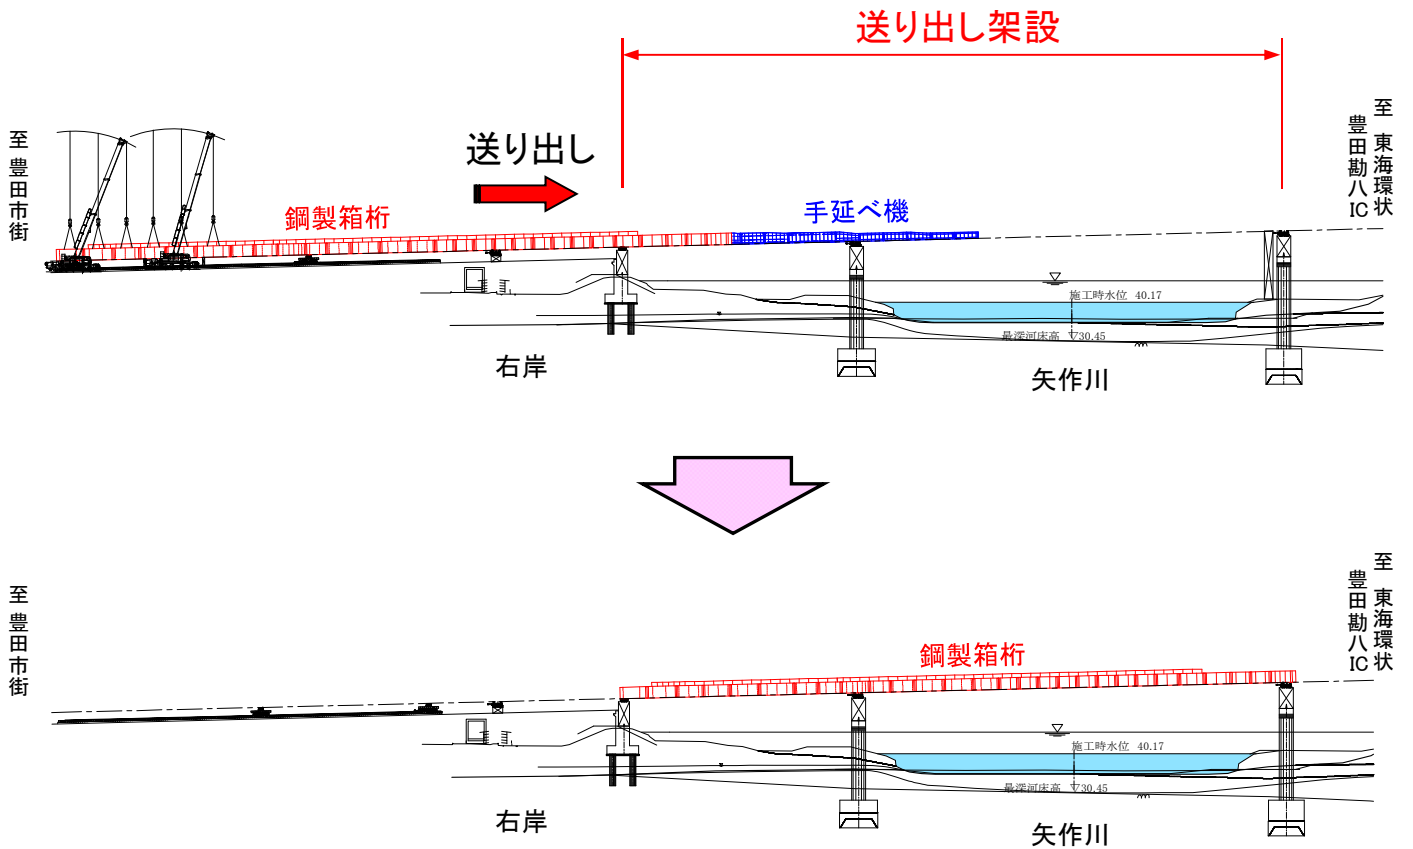 送り出し架設
至 豊田市街
送り出し
鋼製箱桁
手延べ機
至 東海環状
豊田勘八IC
施工時水位 40.17
最深河床高 ▽30.45
右岸
矢作川
至 豊田市街
鋼製箱桁
至 東海環状
豊田勘八IC
施工時水位 40.17
最深河床高 ▽30.45
右岸
矢作川